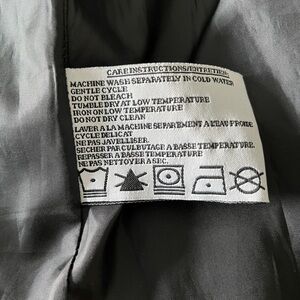 CARE INSTRUCTIONS/ENTRETIEN:
MACHINE WASH SEPARATELY IN COLD WATER
GENTLE CYCLE
DO NOT BLEACH
TUMBLE DRY AT LOW TEMPERATURE
IRON ON LOW TEMPERATURE
DO NOT DRY CLEAN
LAVER A LA MACHINE SEPAREMENT A L'EAU FROIDE
CYCLE DELICAT
NE PAS JAVELLISER.
SECHER PAR CULBUTAGE A BASSE TEMPERATURE
REPASSER A BASSE TEMPERATURE
NE PAS NETTOYER A SEC.